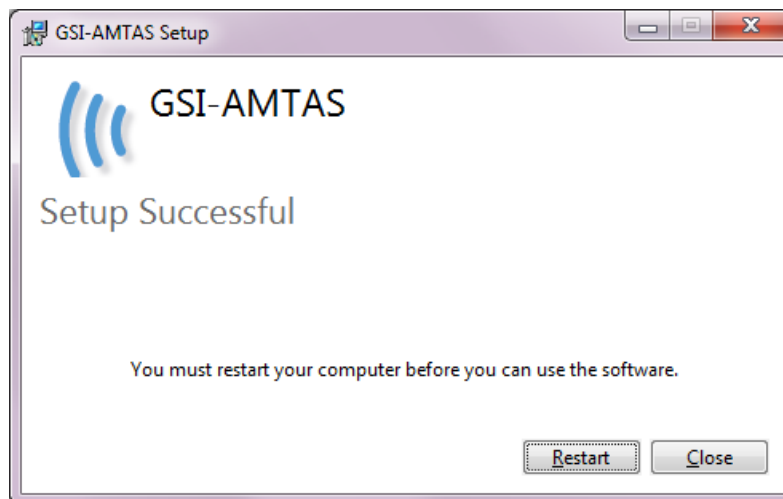 GSI-AMTAS Setup
GSI-AMTAS
Setup Successful
You must restart your computer before you can use the software.
Restart Close